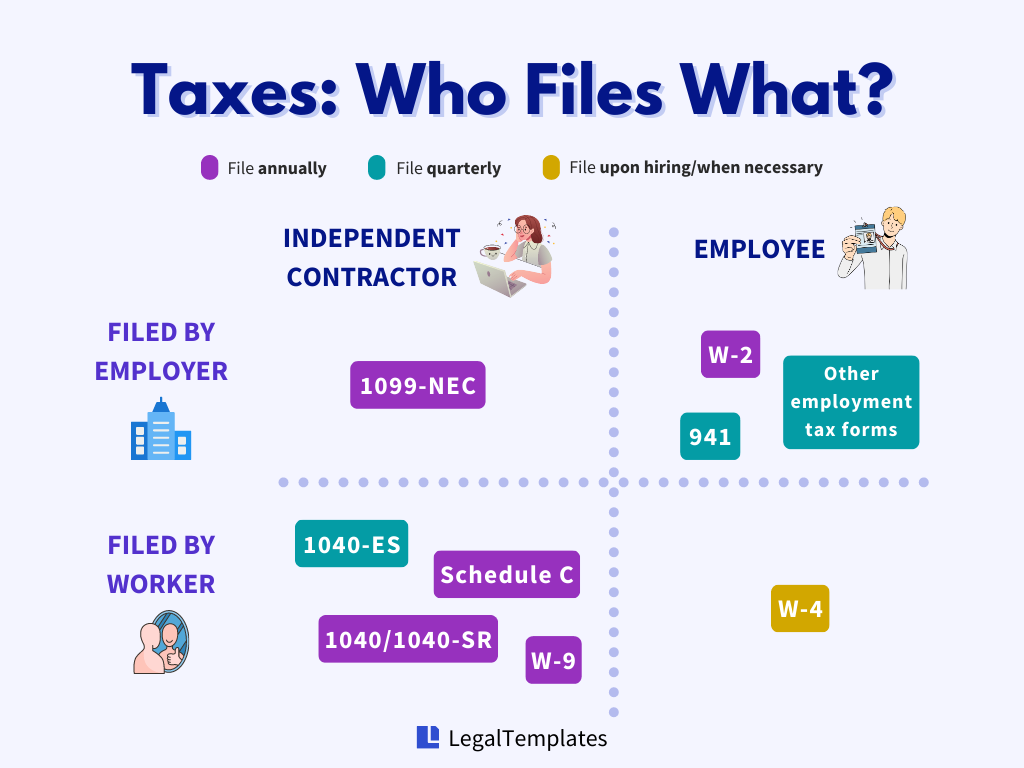 Taxes: Who Files What?
File annually
File quarterly
File upon hiring/when necessary
INDEPENDENT
CONTRACTOR
EMPLOYEE
FILED BY
EMPLOYER
1099-NEC
W-2
941
Other
employment
tax forms
FILED BY
WORKER
1040-ES
Schedule C
1040/1040-SR
W-9
W-4
LegalTemplates